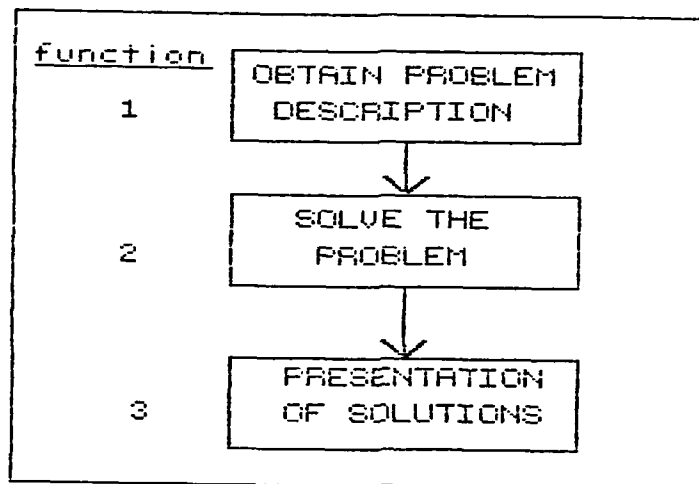 function
1
OBTAIN PROBLEM
DESCRIPTION
2
SOLVE THE
PROBLEM
3
PRESENTATION
OF SOLUTIONS